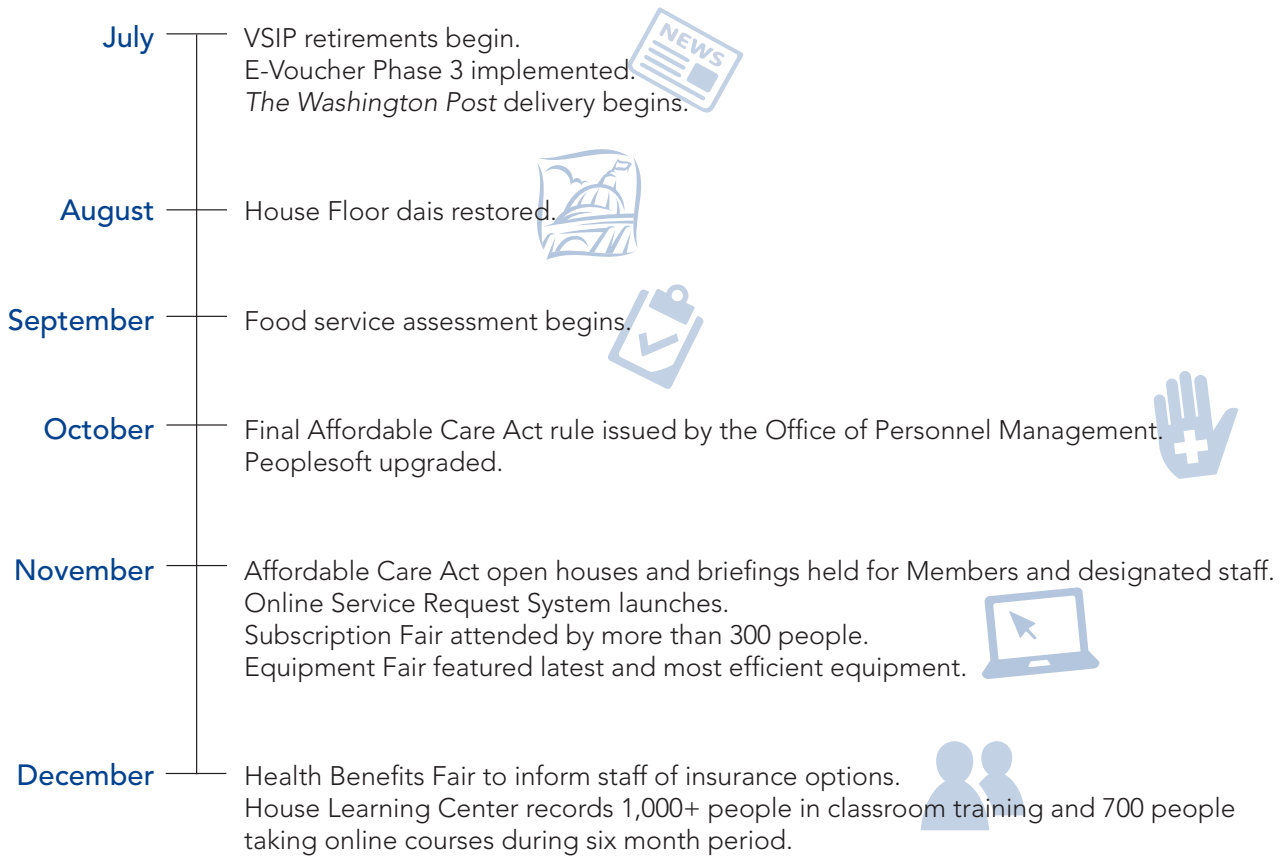 July
VSIP retirements begin.
E-Voucher Phase 3 implemented.
The Washington Post delivery begins.
NEWS
August
House Floor dais restored.
September
Food service assessment begins.
October
Final Affordable Care Act rule issued by the Office of Personnel Management.
Peoplesoft upgraded.
November
Affordable Care Act open houses and briefings held for Members and designated staff.
Online Service Request System launches.
Subscription Fair attended by more than 300 people.
Equipment Fair featured latest and most efficient equipment.
December
Health Benefits Fair to inform staff of insurance options.
House Learning Center records 1,000+ people in classroom training and 700 people
taking online courses during six month period.